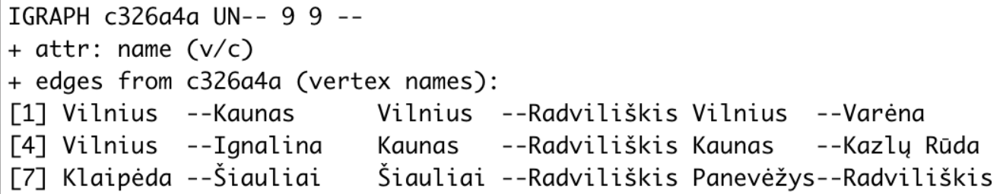 IGRAPH c326a4a UN-- 9 9 --
+ attr: name (v/c)
+ edges from c326a4a (vertex names):
[1] Vilnius  --Kaunas      Vilnius  --Radviliškis Vilnius  --Varėna
[4] Vilnius  --Ignalina    Kaunas   --Radviliškis Kaunas   --Kazlų Rūda
[7] Klaipėda --Šiauliai    Šiauliai --Radviliškis Panevėžys--Radviliškis